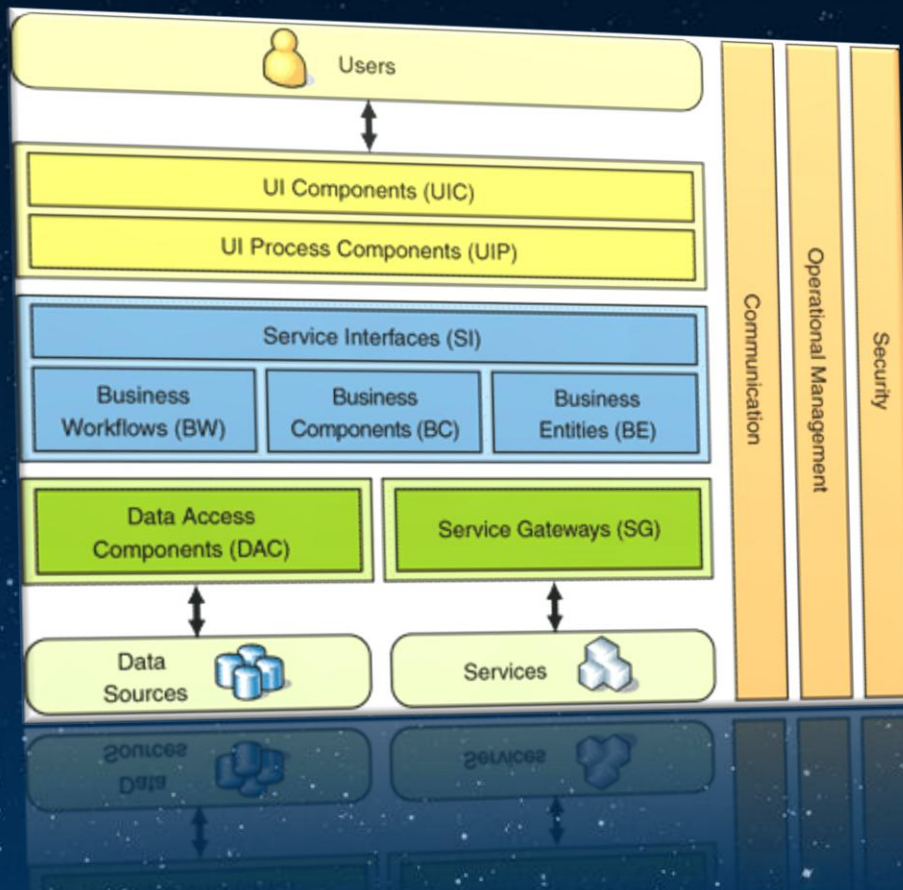 Users
UI Components (UIC)
UI Process Components (UIP)
Service Interfaces (SI)
Business
Workflows (BW)
Business
Components (BC)
Business
Entities (BE)
Data Access
Components (DAC)
Service Gateways (SG)
Data
Sources
Services
Communication
Operational Management
Security